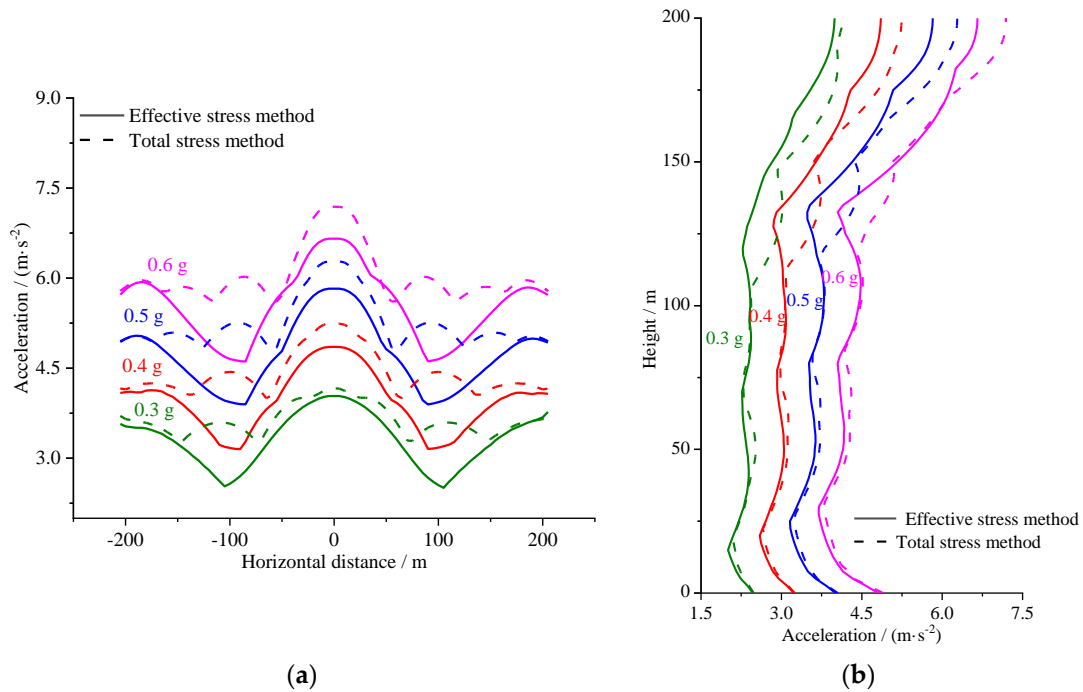 9.0
7.5
6.0
4.5
3.0
Acceleration / (m·s-2)
Effective stress method
Total stress method
0.6 g
0.5 g
0.4 g
0.3 g
-200 -100 0 100 200
Horizontal distance / m
(a)
200
150
100
50
0
Height / m
0.3 g
0.4 g
0.5 g
0.6 g
Effective stress method
Total stress method
1.5 3.0 4.5 6.0 7.5
Acceleration / (m·s-2)
(b)